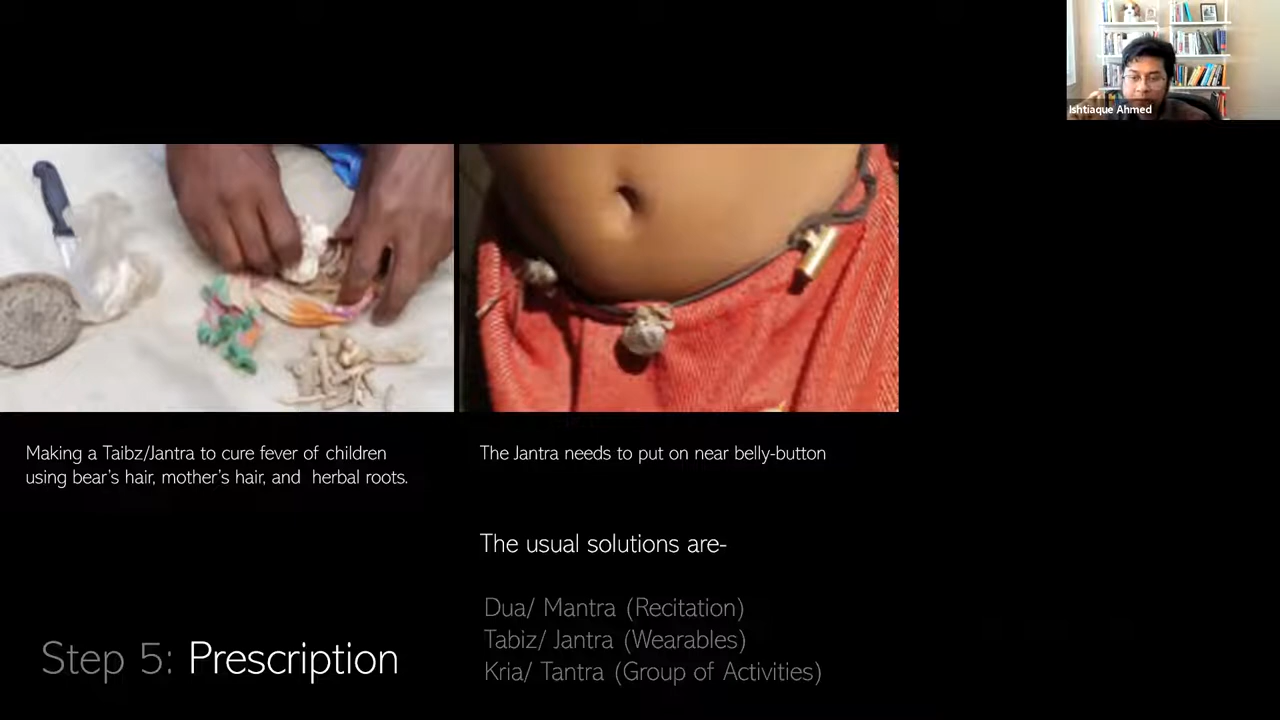 Ishtiaque Ahmed
Making a Taibz/Jantra to cure fever of children
using bear's hair, mother's hair, and herbal roots.
The Jantra needs to put on near belly-button
The usual solutions are-
Dua/ Mantra (Recitation)
Tabiz/ Jantra (Wearables)
Kria/ Tantra (Group of Activities)
Step 5: Prescription